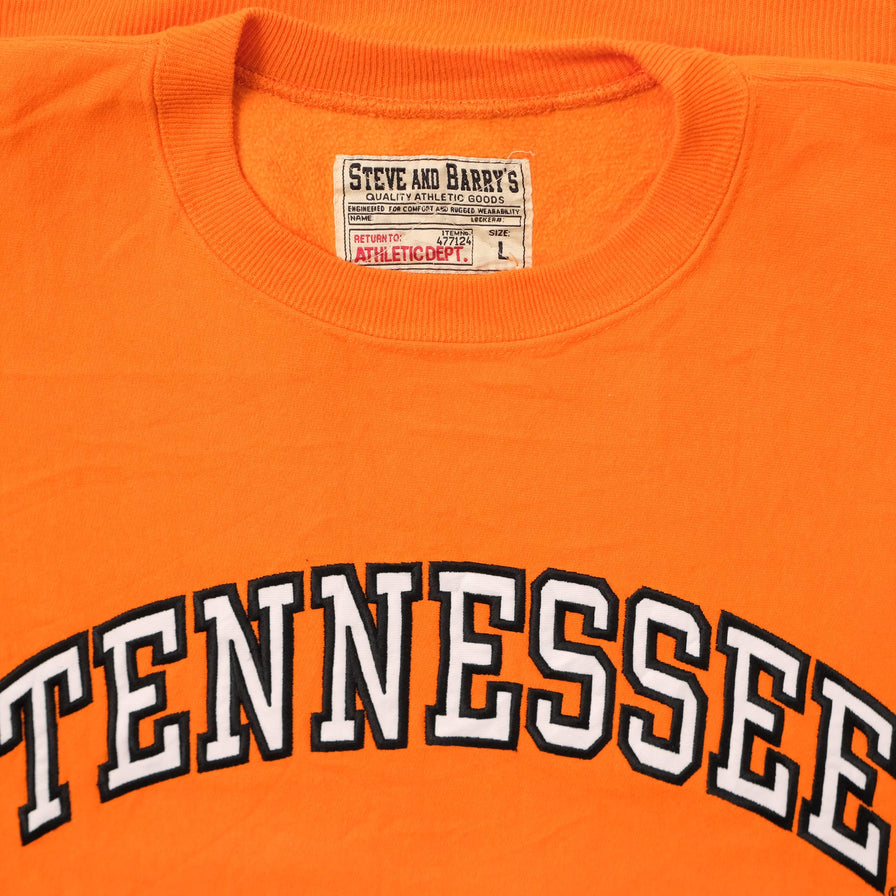 STEVE AND BARRY'S
QUALITY ATHLETIC GOODS
ENGINEERED FOR COMFORT AND RUGGED WEARABILITY
NAME LOCKER#:
RETURN TO: ITEM No. SIZE:
ATHLETIC DEPT. 477124 L
TENNESSEE